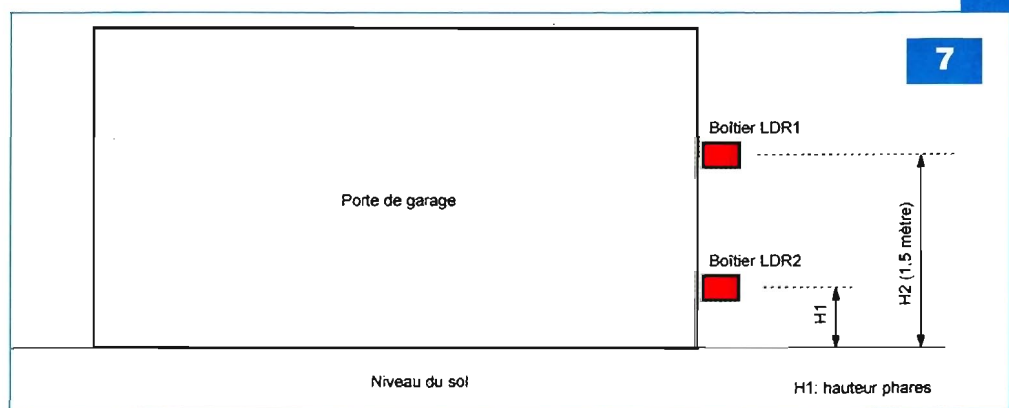 7
Boîtier LDR1
Porte de garage
H2 (1.5 mètre)
Boîtier LDR2
H1
Niveau du sol
H1: hauteur phares